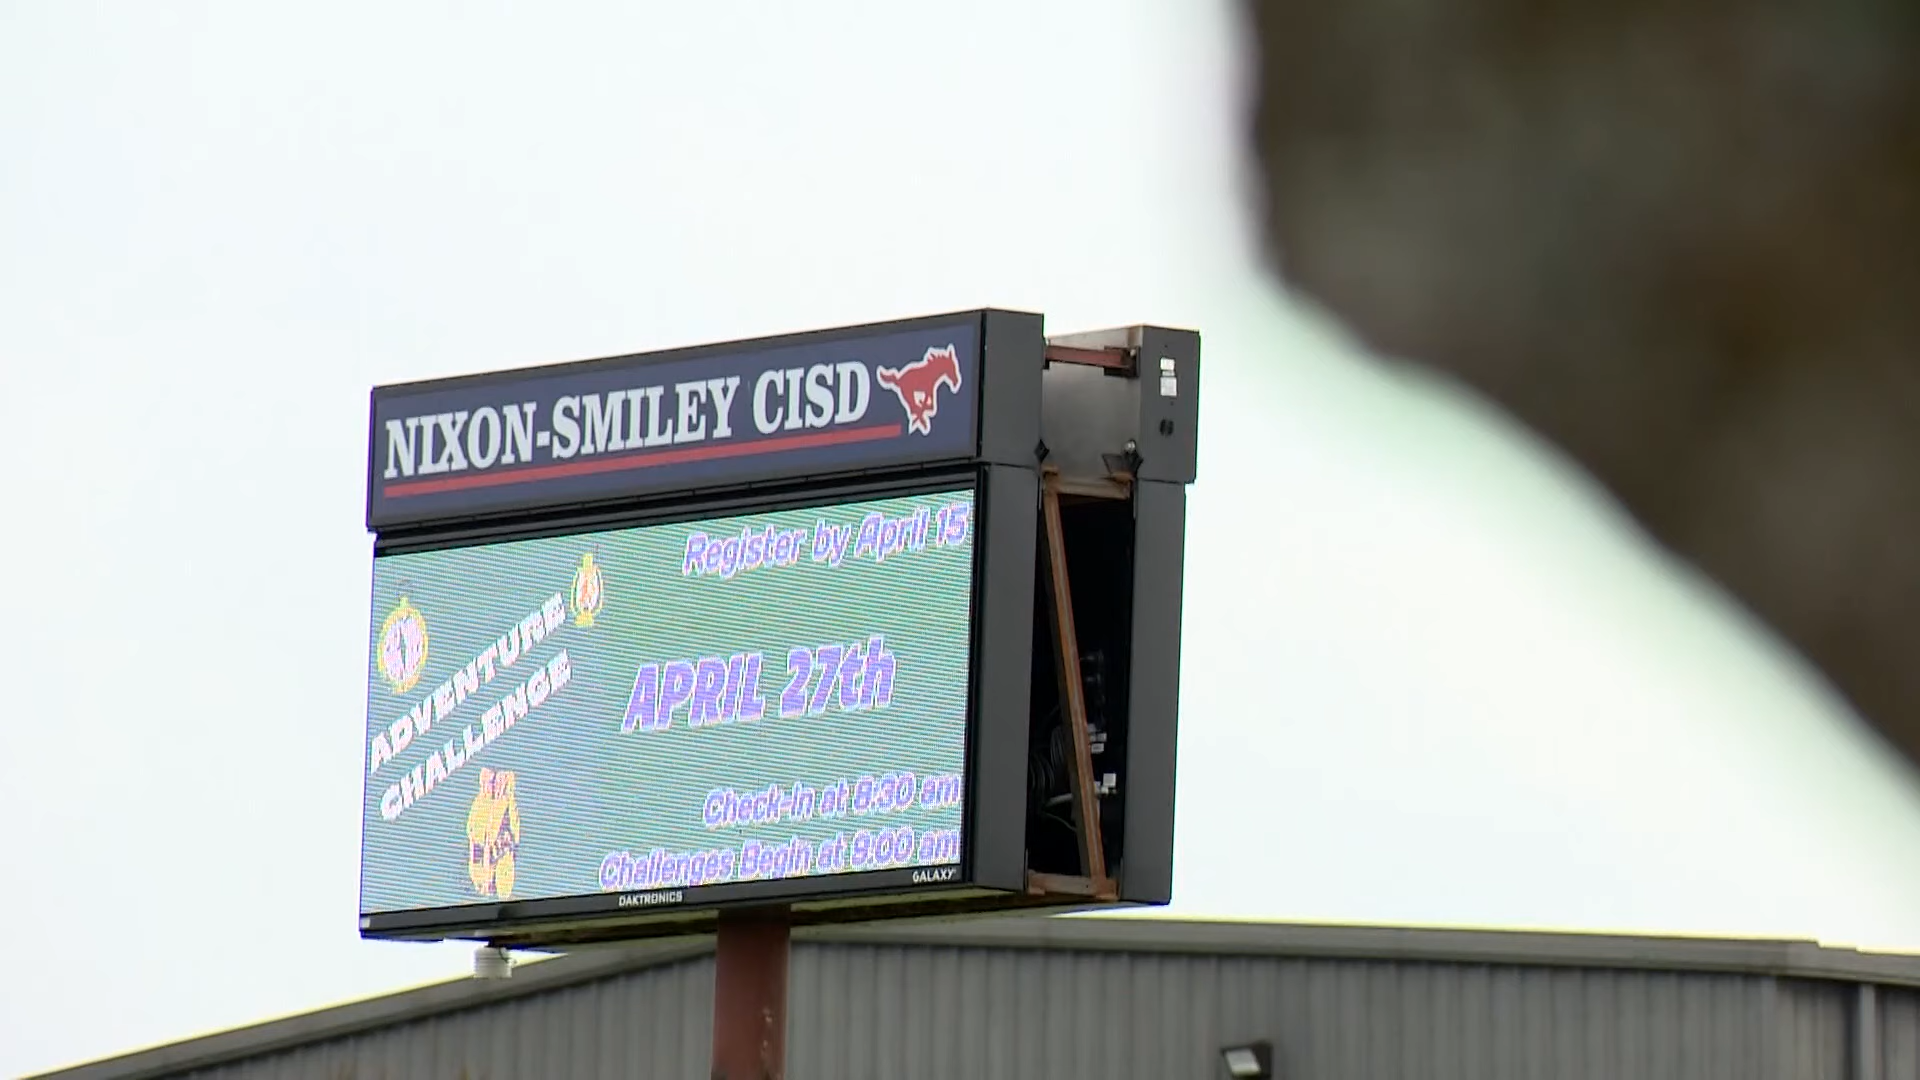 NIXON-SMILEY CISD
Register by April 15
ADVENTURE
CHALLENGE
APRIL 27th
Check-in at 8:30 am
Challenges Begin at 9:00 am
DAKTRONICS
GALAXY